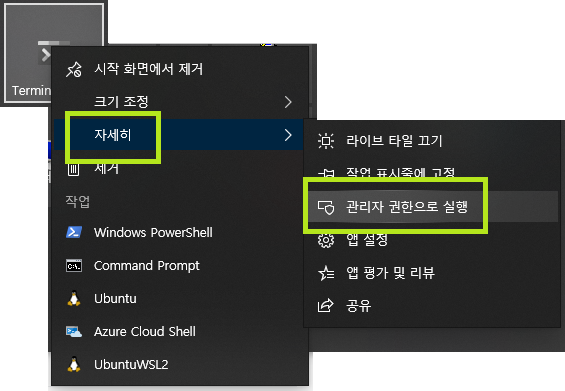 Termin
시작 화면에서 제거
크기 조정
자세히
제거
작업
Windows PowerShell
Command Prompt
Ubuntu
Azure Cloud Shell
UbuntuWSL2
라이브 타일 끄기
작업 표시줄에 고정
관리자 권한으로 실행
앱 설정
앱 평가 및 리뷰
공유